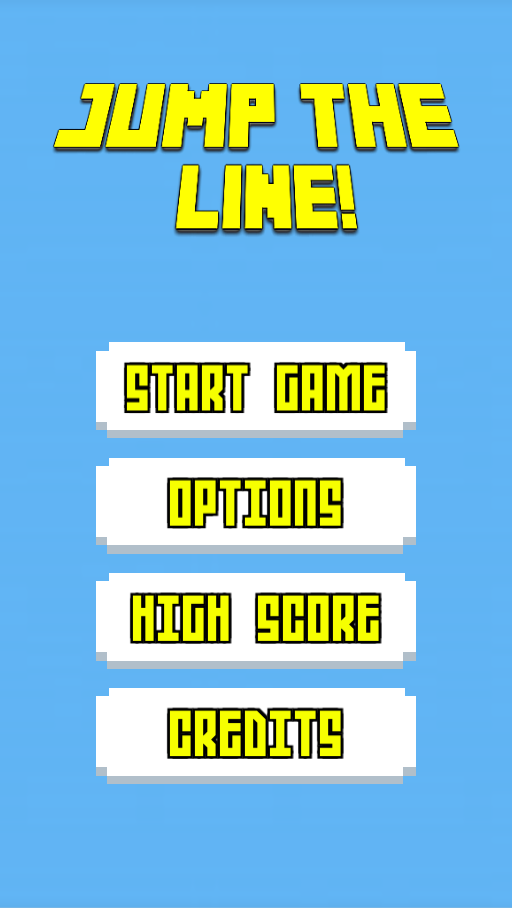 JUMP THE
LINE!
START GAME
OPTIONS
HIGH SCORE
CREDITS